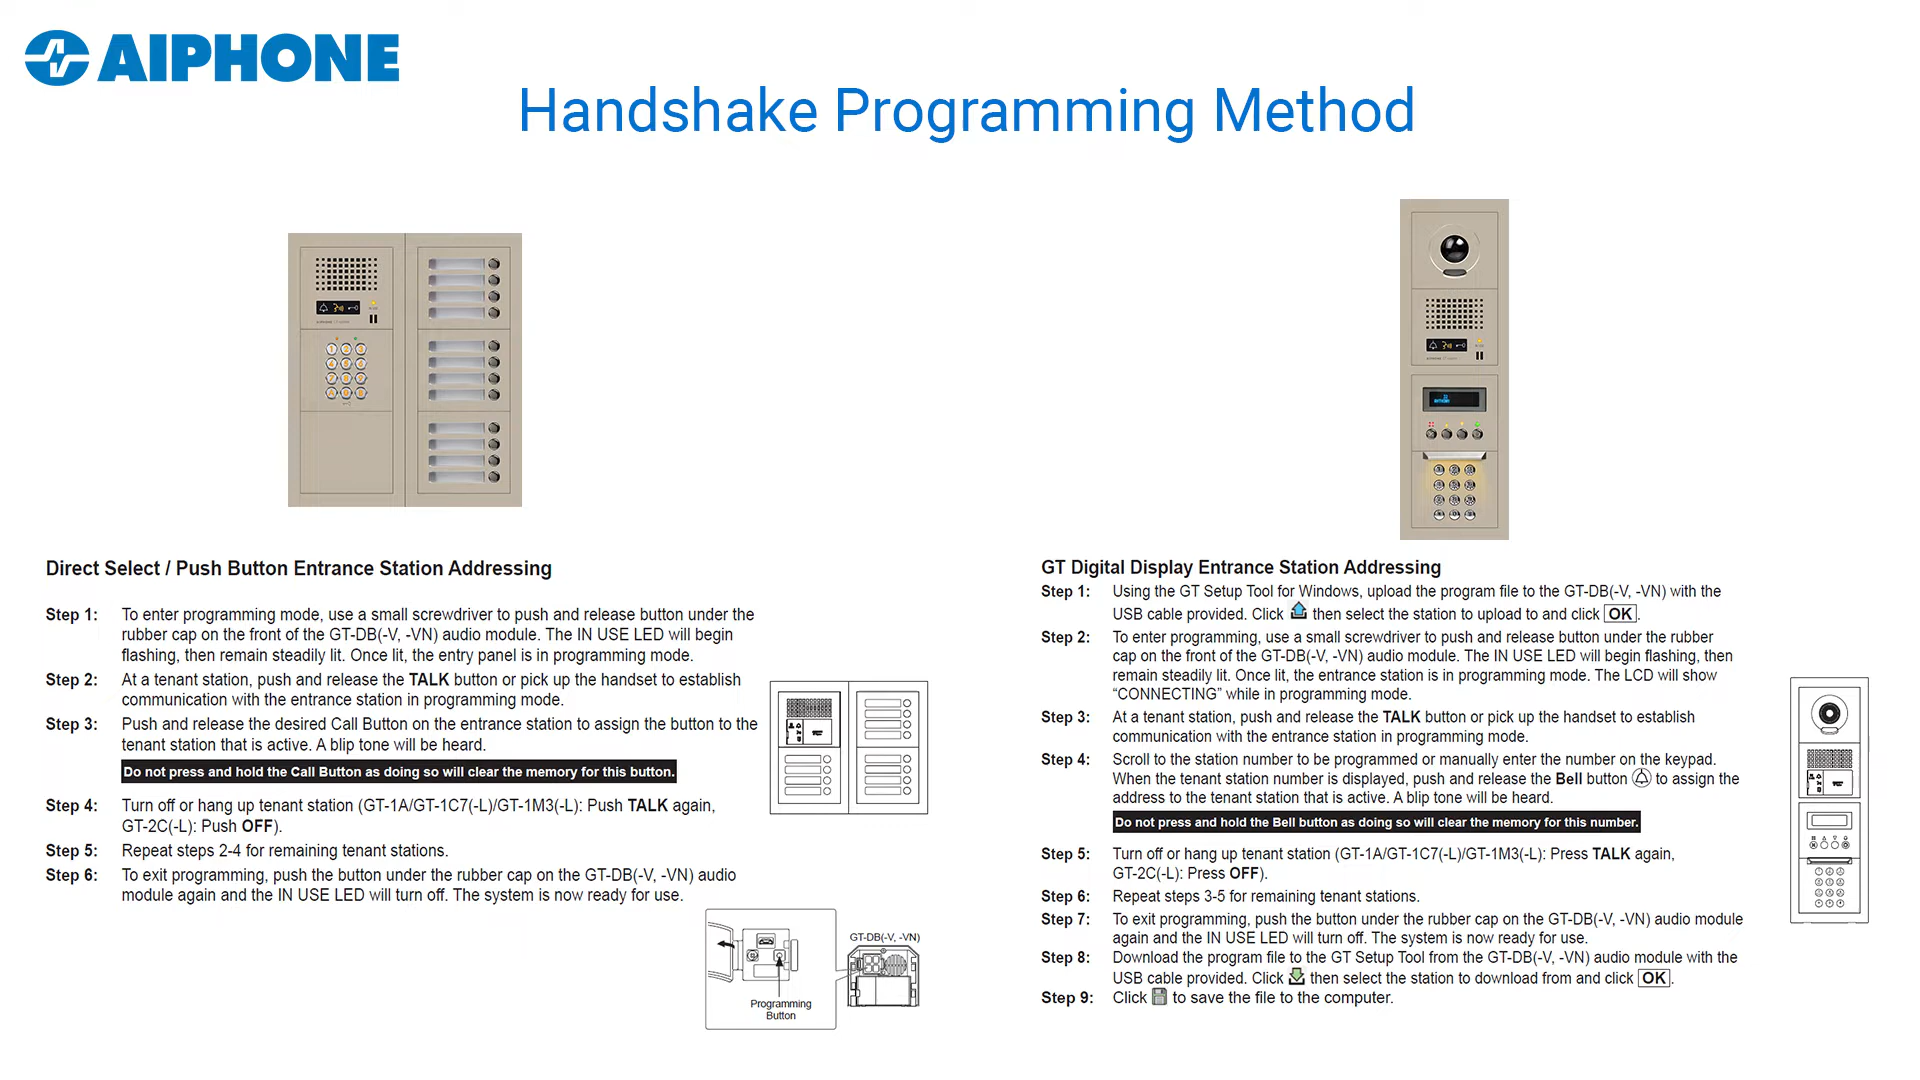 AIPHONE
Handshake Programming Method
Direct Select / Push Button Entrance Station Addressing
Step 1: To enter programming mode, use a small screwdriver to push and release button under the
rubber cap on the front of the GT-DB(-V, -VN) audio module. The IN USE LED will begin
flashing, then remain steadily lit. Once lit, the entry panel is in programming mode.
Step 2: At a tenant station, push and release the TALK button or pick up the handset to establish
communication with the entrance station in programming mode.
Step 3: Push and release the desired Call Button on the entrance station to assign the button to the
tenant station that is active. A blip tone will be heard.
Do not press and hold the Call Button as doing so will clear the memory for this button.
Step 4: Turn off or hang up tenant station (GT-1A/GT-1C7(-L)/GT-1M3(-L): Push TALK again,
GT-2C(-L): Push OFF).
Step 5: Repeat steps 2-4 for remaining tenant stations.
Step 6: To exit programming, push the button under the rubber cap on the GT-DB(-V, -VN) audio
module again and the IN USE LED will turn off. The system is now ready for use.
GT-DB(-V, -VN)
Programming
Button
GT Digital Display Entrance Station Addressing
Step 1: Using the GT Setup Tool for Windows, upload the program file to the GT-DB(-V, -VN) with the
USB cable provided. Click then select the station to upload to and click OK.
Step 2: To enter programming, use a small screwdriver to push and release button under the rubber
cap on the front of the GT-DB(-V, -VN) audio module. The IN USE LED will begin flashing, then
remain steadily lit. Once lit, the entrance station is in programming mode. The LCD will show
“CONNECTING” while in programming mode.
Step 3: At a tenant station, push and release the TALK button or pick up the handset to establish
communication with the entrance station in programming mode.
Step 4: Scroll to the station number to be programmed or manually enter the number on the keypad.
When the tenant station number is displayed, push and release the Bell button to assign the
address to the tenant station that is active. A blip tone will be heard.
Do not press and hold the Bell button as doing so will clear the memory for this number.
Step 5: Turn off or hang up tenant station (GT-1A/GT-1C7(-L)/GT-1M3(-L): Press TALK again,
GT-2C(-L): Press OFF).
Step 6: Repeat steps 3-5 for remaining tenant stations.
Step 7: To exit programming, push the button under the rubber cap on the GT-DB(-V, -VN) audio module
again and the IN USE LED will turn off. The system is now ready for use.
Step 8: Download the program file to the GT Setup Tool from the GT-DB(-V, -VN) audio module with the
USB cable provided. Click then select the station to download from and click OK.
Step 9: Click to save the file to the computer.